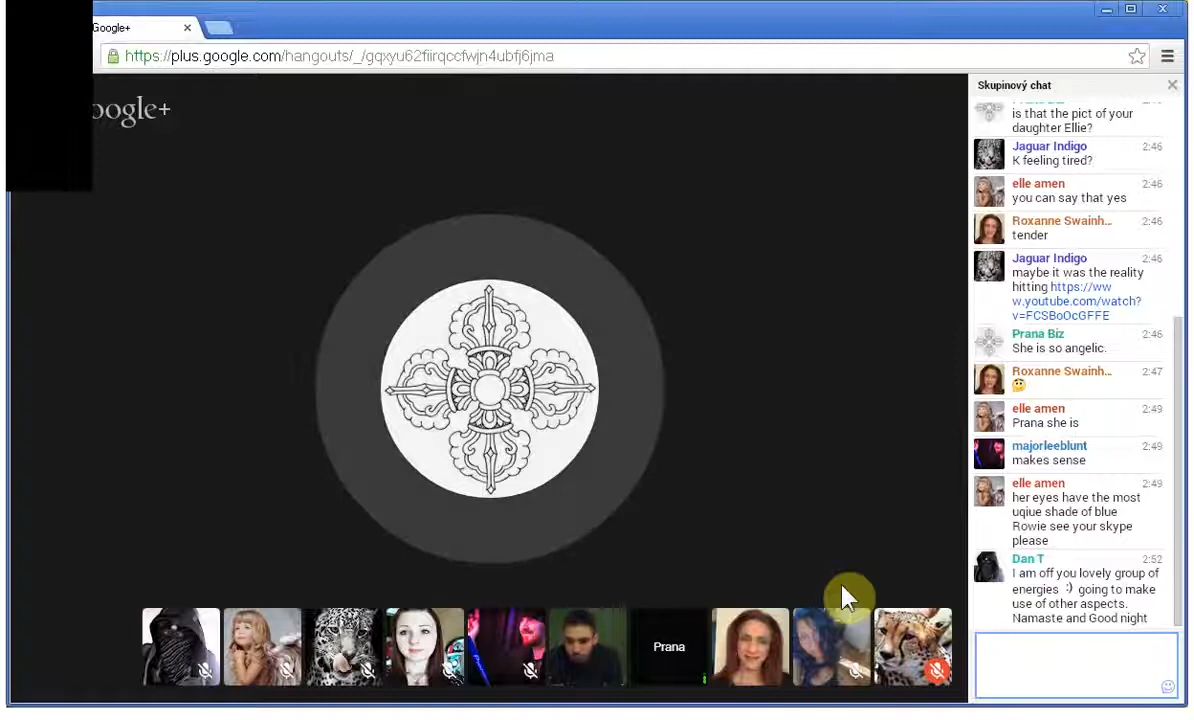 Google+
https://plus.google.com/hangouts/_/gqxyu62fiirqccfwjn4ubfj6jma
oogle+
Skupinový chat
Prana Biz 2:46
is that the pict of your
daughter Ellie?
Jaguar Indigo 2:46
K feeling tired?
elle amen 2:46
you can say that yes
Roxanne Swainh... 2:46
tender
Jaguar Indigo 2:46
maybe it was the reality
hitting https://ww
w.youtube.com/watch?
v=FCSBoOcGFFE
Prana Biz 2:46
She is so angelic.
Roxanne Swainh... 2:47
elle amen 2:49
Prana she is
majorleeblunt 2:49
makes sense
elle amen 2:49
her eyes have the most
uqiue shade of blue
Rowie see your skype
please
Dan T 2:52
I am off you lovely group of
energies :) going to make
use of other aspects.
Namaste and Good night
Prana